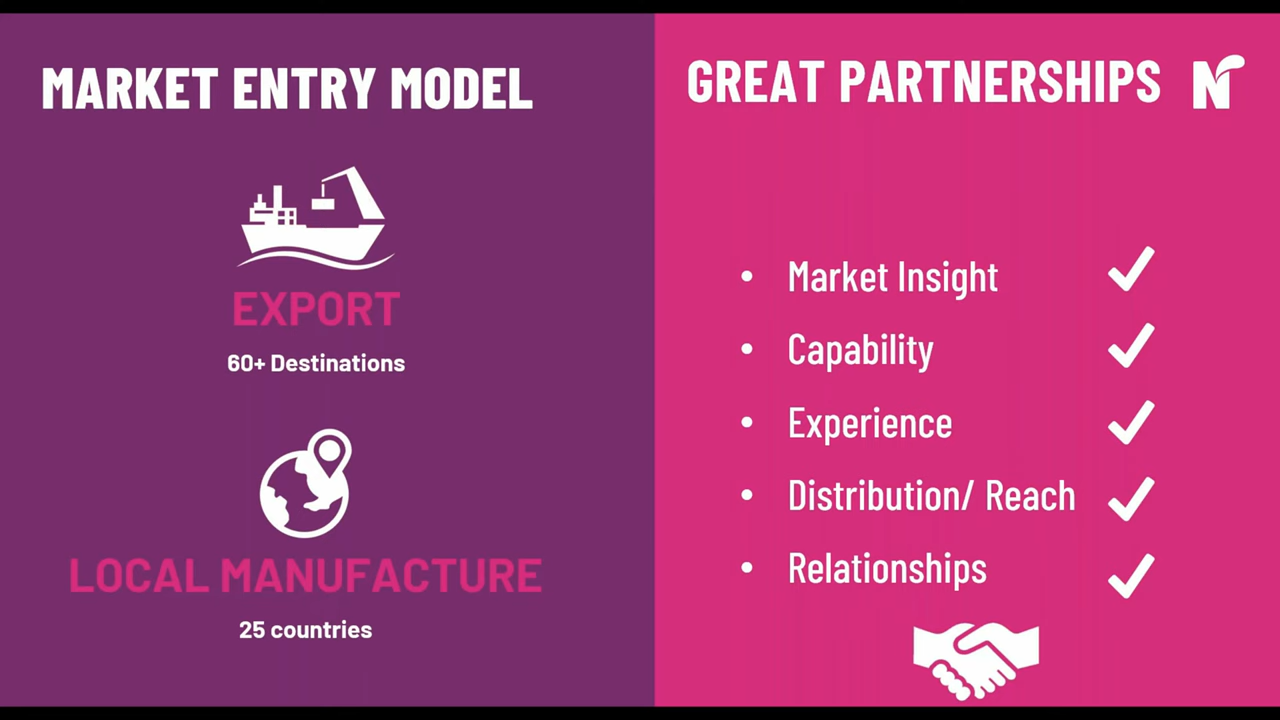 MARKET ENTRY MODEL
EXPORT
60+ Destinations
LOCAL MANUFACTURE
25 countries
GREAT PARTNERSHIPS
N
• Market Insight
• Capability
• Experience
• Distribution/ Reach
• Relationships